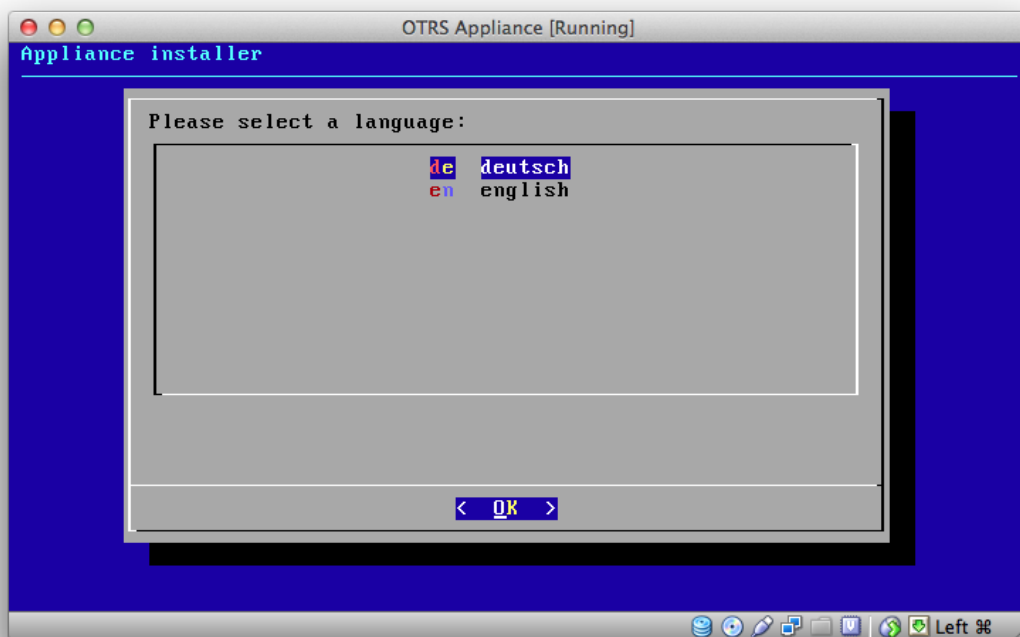 OTRS Appliance [Running]
Appliance installer
Please select a language:
de deutsch
en english
< OK >
Left ⌘